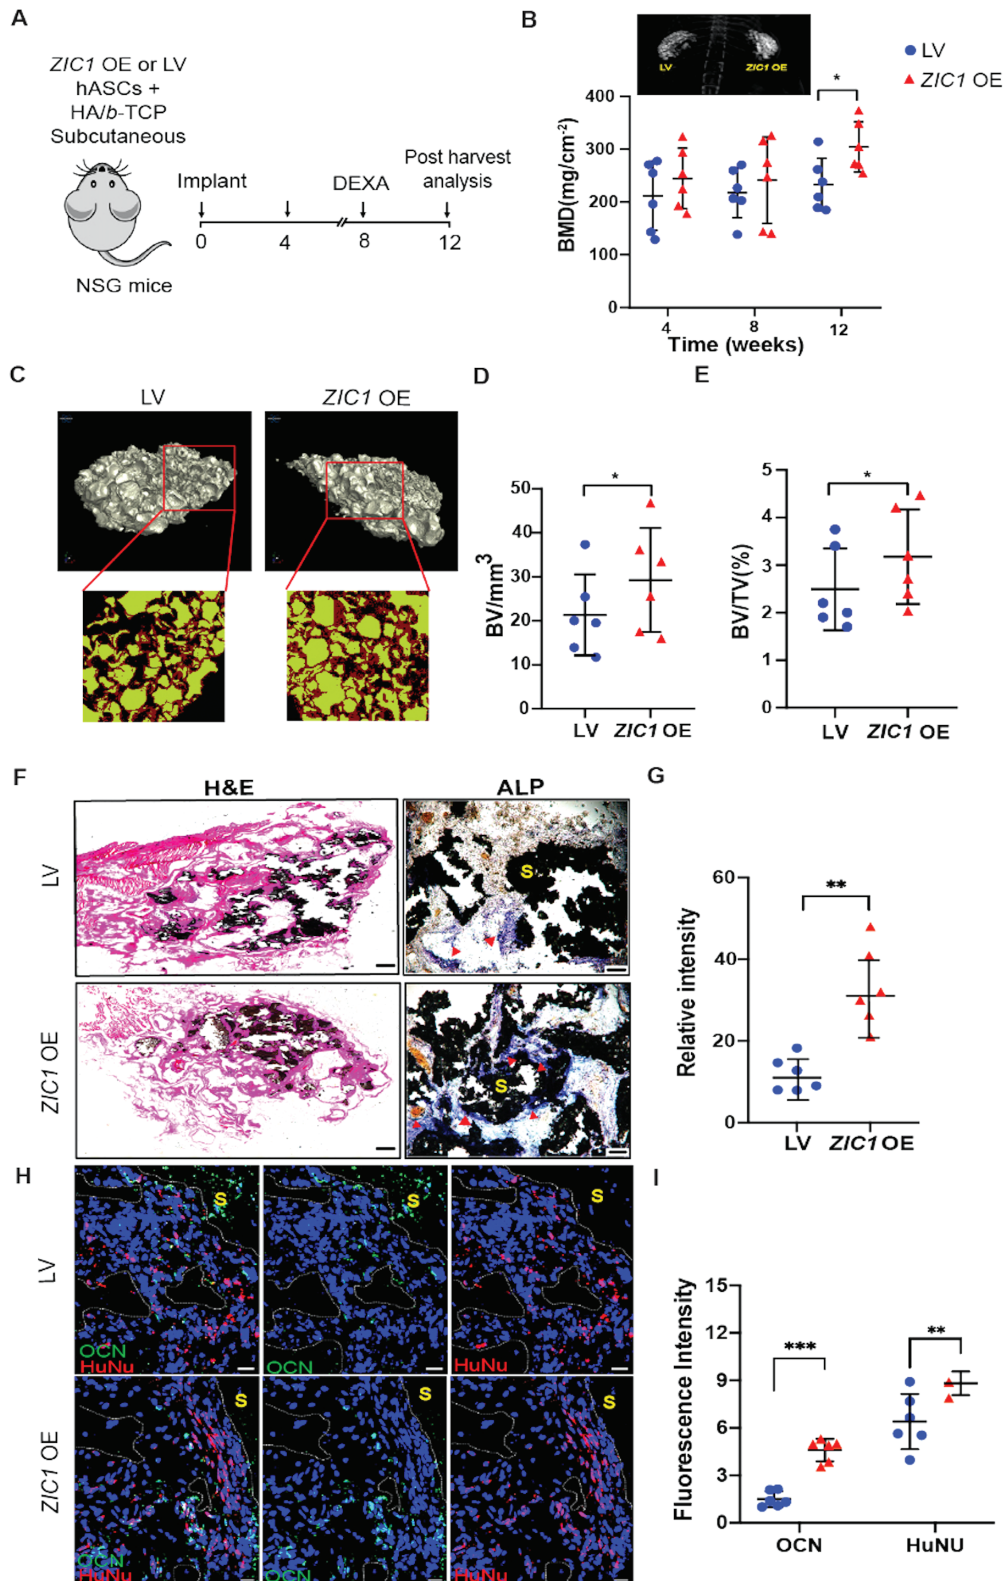 A
ZIC1 OE or LV
hASCs +
HA/b-TCP
Subcutaneous
NSG mice
Implant
DEXA
Post harvest
analysis
0
4
8
12
B
LV
ZIC1 OE
LV
ZIC1 OE
*
BMD(mg/cm-2)
400
300
200
100
0
4
8
12
Time (weeks)
C
LV
ZIC1 OE
D
*
BV/mm3
50
40
30
20
10
0
LV
ZIC1 OE
E
*
BV/TV(%)
5
4
3
2
1
0
LV
ZIC1 OE
F
H&E
ALP
LV
S
ZIC1 OE
S
G
**
Relative intensity
60
40
20
0
LV
ZIC1 OE
H
LV
S
S
S
OCN
HuNu
OCN
HuNu
ZIC1 OE
S
S
S
OCN
HuNu
OCN
HuNu
I
***
**
Fluorescence Intensity
15
12
9
6
3
0
OCN
HuNU